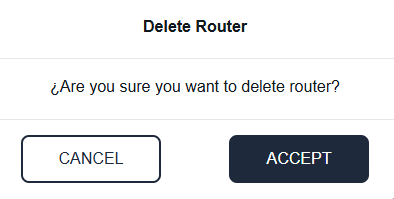 Delete Router
¿Are you sure you want to delete router?
CANCEL
ACCEPT